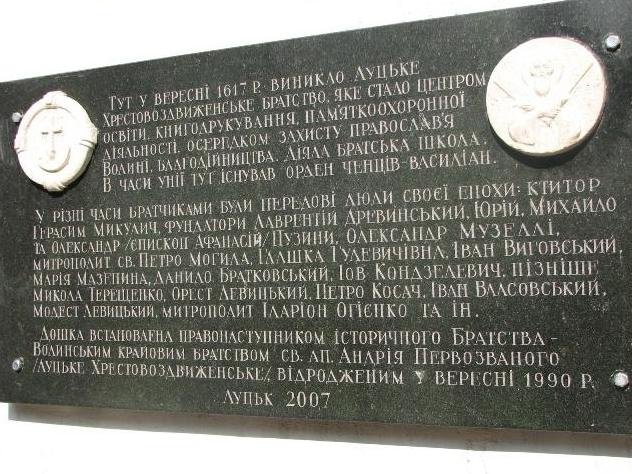 Тут у вересні 1617 р. виникло Луцьке
Хрестовоздвиженське братство, яке стало центром
освіти, книгодрукування, пам'яткоохоронної
діяльності, осередком захисту православ'я
Волині, благодійництва. Діяла братська школа.
В часи унії тут існував орден ченців-василіан.
У різні часи братчиками були передові люди своєї епохи: ктитор
Герасим Микулич, фундатори Лаврентій Древинський, Юрій, Михайло
та Олександр /єпископ Афанасій/ Пузини, Олександр Музеллі,
митрополит св. Петро Могила, Ілляшка Гулевичівна, Іван Виговський,
Марія Мазепина, Данило Братковський, Іов Кондзелевич, пізніше
Микола Терещенко, Орест Левицький, Петро Косач, Іван Власовський,
Модест Левицький, митрополит Іларіон Огієнко та ін.
Дошка встановлена правонаступником історичного Братства -
Волинським крайовим братством св. ап. Андрія Первозваного
/Луцьке Хрестовоздвиженське/, відродженим у вересні 1990 р.
Луцьк 2007